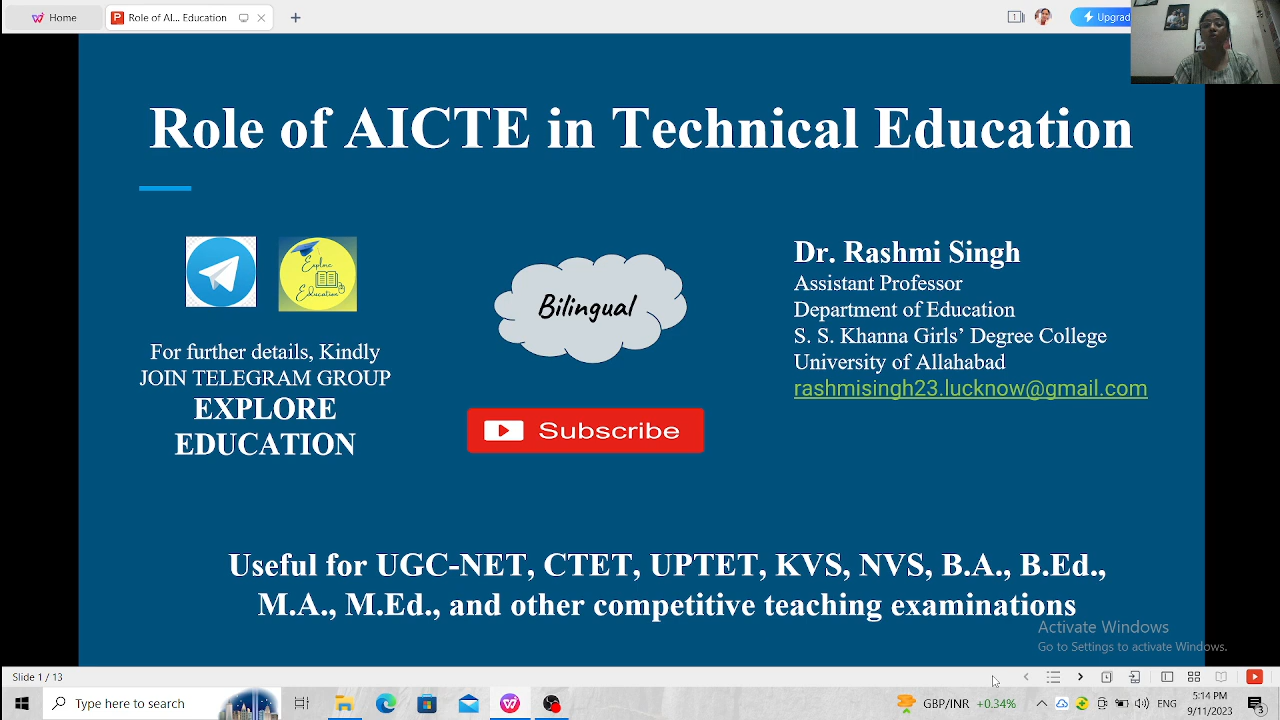 Home
Role of AI... Education
1
Upgrad
Role of AICTE in Technical Education
Explore
Education
For further details, Kindly
JOIN TELEGRAM GROUP
EXPLORE
EDUCATION
Bilingual
Subscribe
Dr. Rashmi Singh
Assistant Professor
Department of Education
S. S. Khanna Girls' Degree College
University of Allahabad
rashmisingh23.lucknow@gmail.com
Useful for UGC-NET, CTET, UPTET, KVS, NVS, B.A., B.Ed.,
M.A., M.Ed., and other competitive teaching examinations
Activate Windows
Go to Settings to activate Windows.
Slide 1 / 13
Type here to search
GBP/INR +0.34%
ENG
5:14 PM
9/11/2023
3